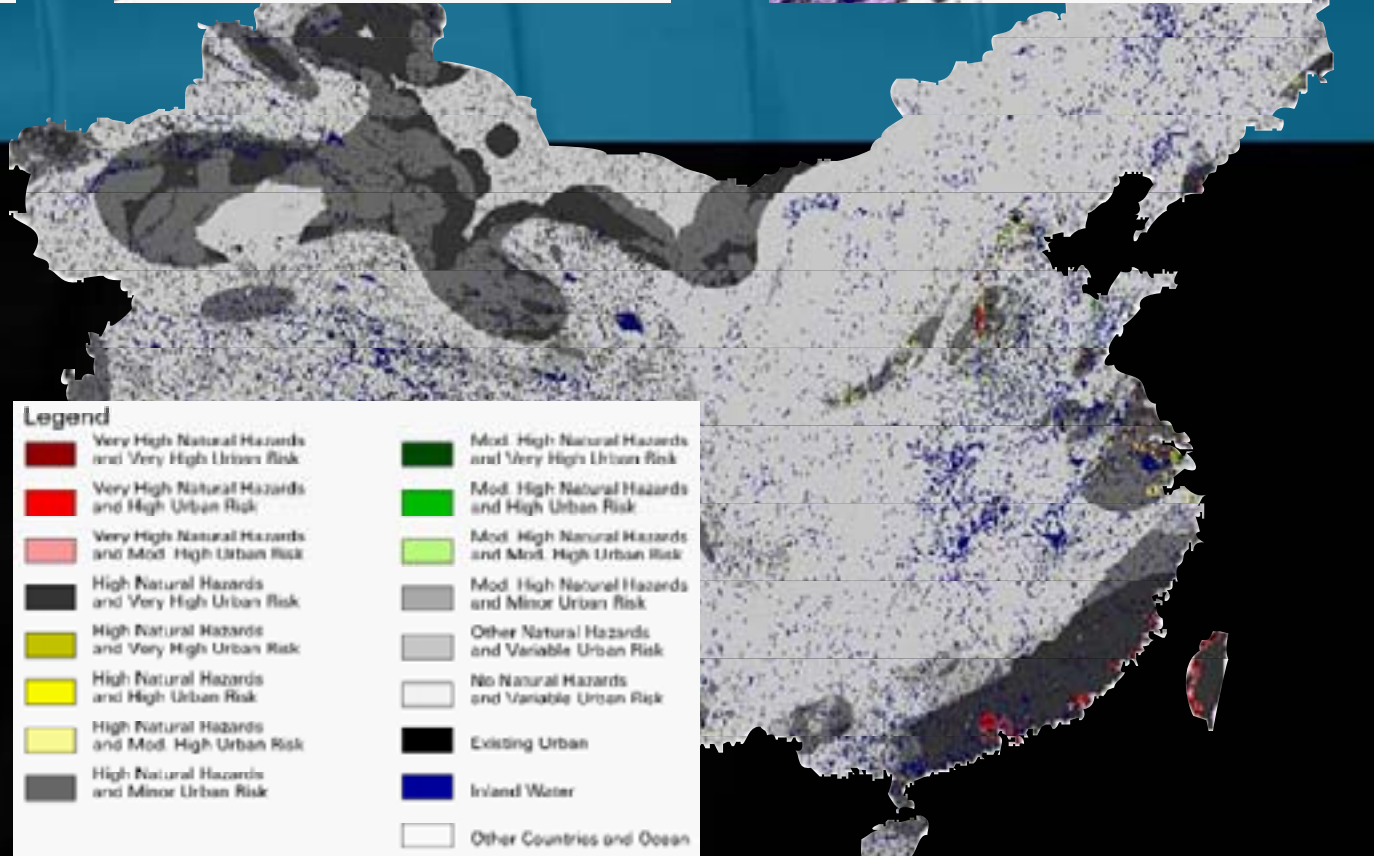 Legend
Very High Natural Hazards
and Very High Urban Risk
Very High Natural Hazards
and High Urban Risk
Very High Natural Hazards
and Mod. High Urban Risk
High Natural Hazards
and Very High Urban Risk
High Natural Hazards
and Very High Urban Risk
High Natural Hazards
and High Urban Risk
High Natural Hazards
and Mod. High Urban Risk
High Natural Hazards
and Minor Urban Risk
Mod. High Natural Hazards
and Very High Urban Risk
Mod. High Natural Hazards
and High Urban Risk
Mod. High Natural Hazards
and Mod. High Urban Risk
Mod. High Natural Hazards
and Minor Urban Risk
Other Natural Hazards
and Variable Urban Risk
No Natural Hazards
and Variable Urban Risk
Existing Urban
Inland Water
Other Countries and Ocean